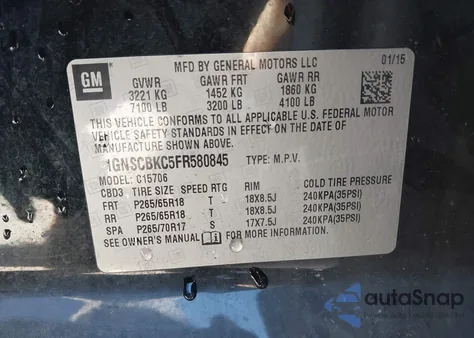 MFD BY GENERAL MOTORS LLC 01/15
GM
GVWR GAWR FRT GAWR RR
3221 KG 1452 KG 1860 KG
7100 LB 3200 LB 4100 LB
THIS VEHICLE CONFORMS TO ALL APPLICABLE U.S. FEDERAL MOTOR
VEHICLE SAFETY STANDARDS IN EFFECT ON THE DATE OF
MANUFACTURE SHOWN ABOVE.
1GNSCBKC5FR580845 TYPE: M.P.V.
MODEL: C15706
CBD3 TIRE SIZE SPEED RTG RIM COLD TIRE PRESSURE
FRT P265/65R18 T 18X8.5J 240KPA(35PSI)
RR P265/65R18 T 18X8.5J 240KPA(35PSI)
SPA P265/70R17 S 17X7.5J 240KPA(35PSI)
SEE OWNER'S MANUAL FOR MORE INFORMATION.
autoSnap